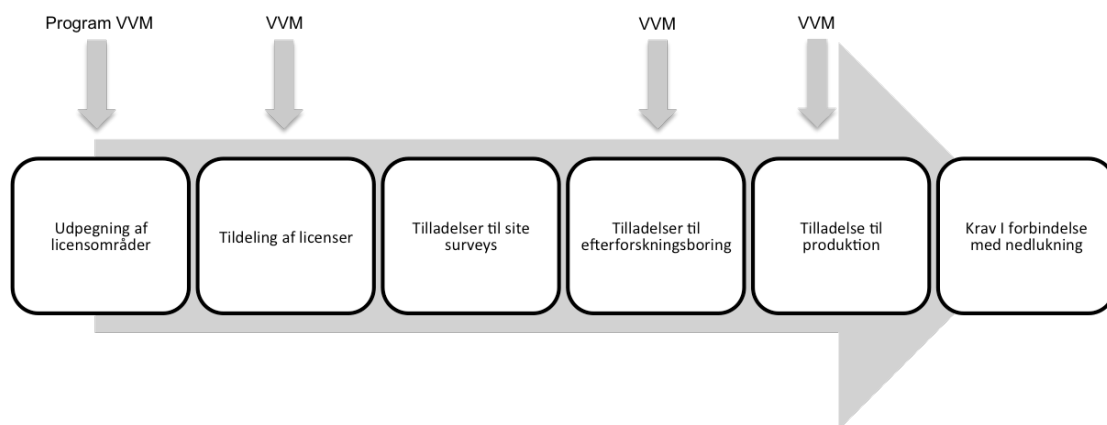 Program VVM
VVM
VVM
VVM
Udpegning af
licensområder
Tildeling af licenser
Tilladelser til site
surveys
Tilladelser til
efterforskningsboring
Tilladelse til
produktion
Krav I forbindelse
med nedlukning